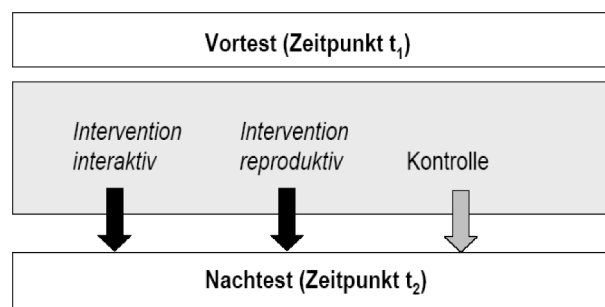 Vortest (Zeitpunkt t₁)
Intervention interaktiv
Intervention reproduktiv
Kontrolle
Nachtest (Zeitpunkt t₂)